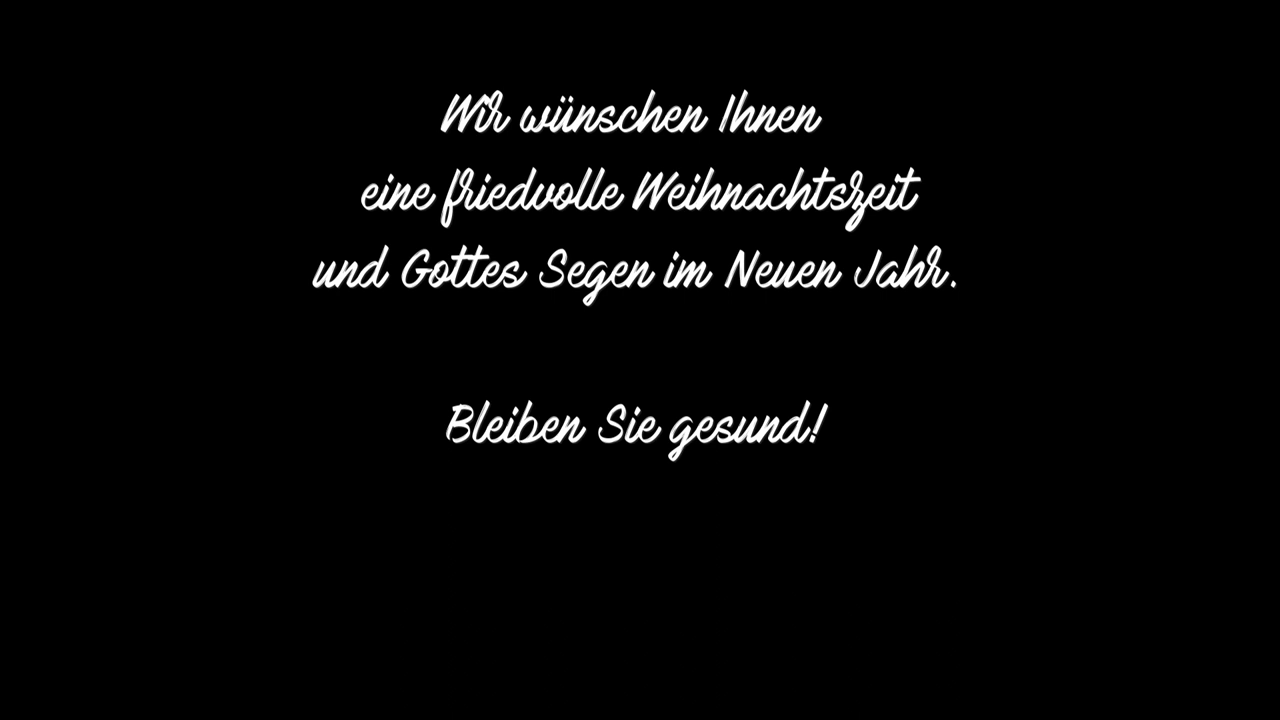 Wir wünschen Ihnen
eine friedvolle Weihnachtszeit
und Gottes Segen im Neuen Jahr.
Bleiben Sie gesund!